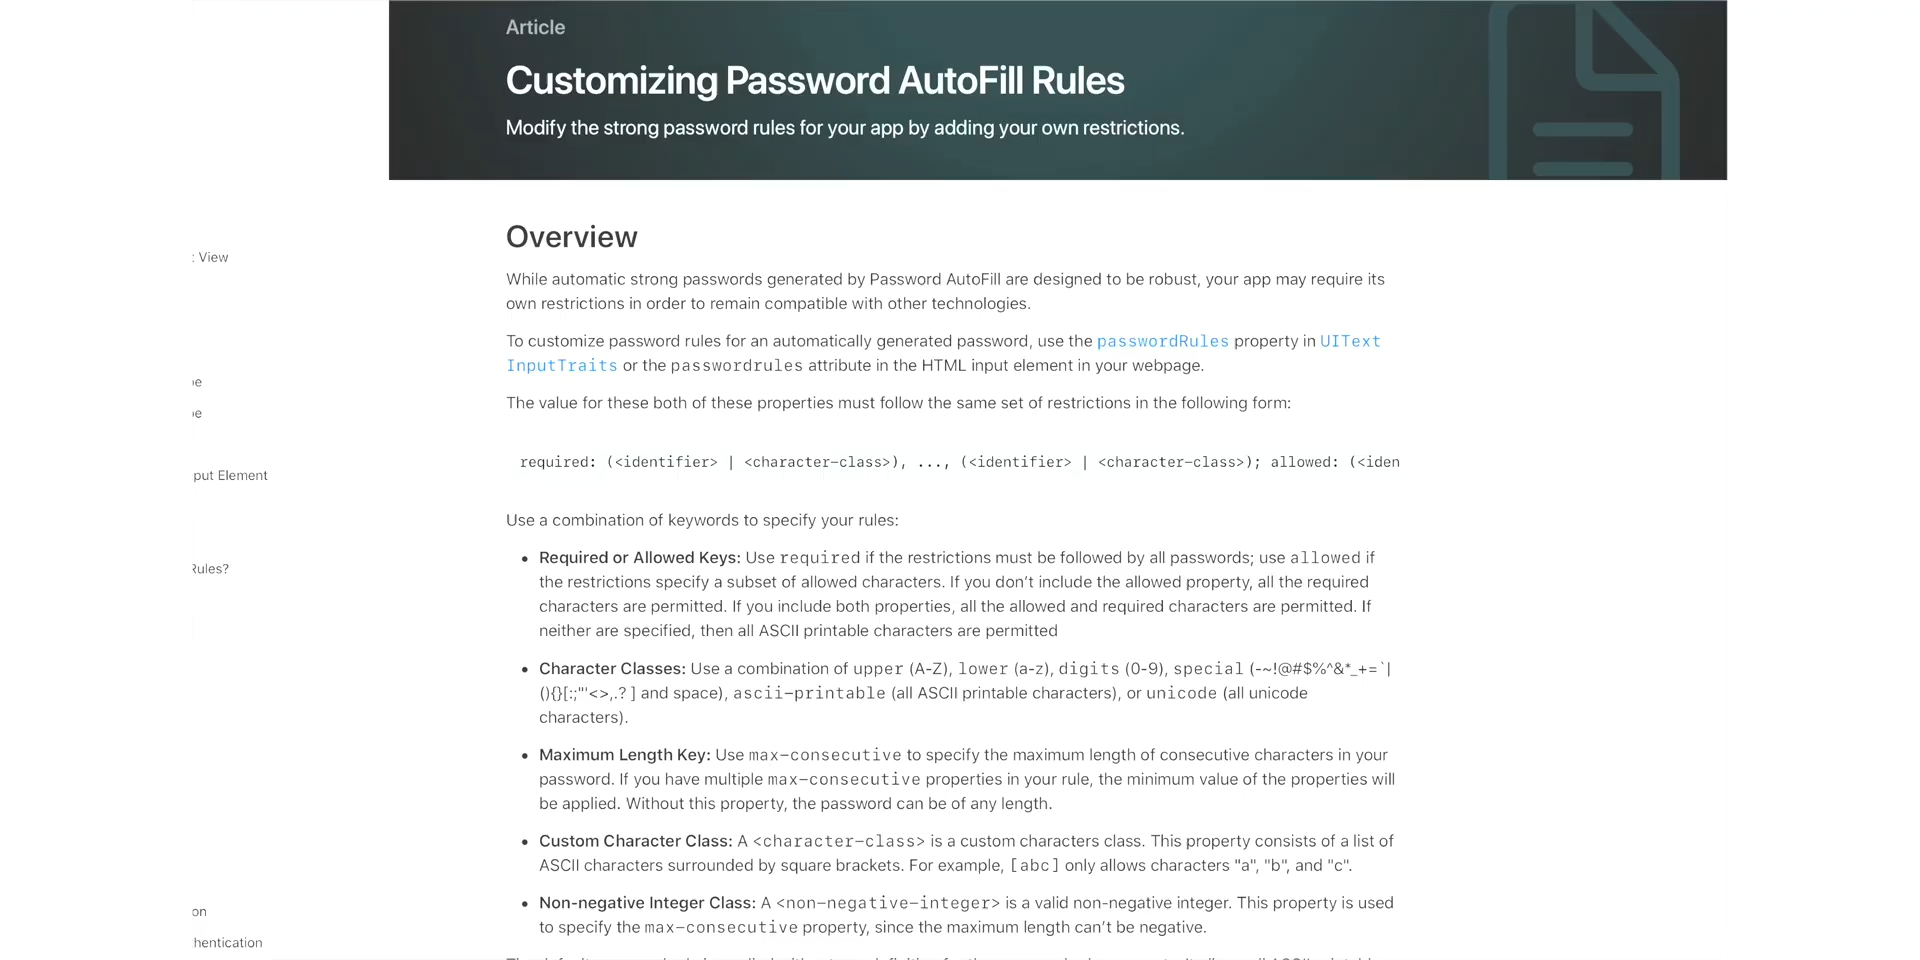 Article
Customizing Password AutoFill Rules
Modify the strong password rules for your app by adding your own restrictions.
Overview
: View
While automatic strong passwords generated by Password AutoFill are designed to be robust, your app may require its
own restrictions in order to remain compatible with other technologies.
To customize password rules for an automatically generated password, use the passwordRules property in UIText
InputTraits or the passwordrules attribute in the HTML input element in your webpage.
pe
The value for these both of these properties must follow the same set of restrictions in the following form:
pe
required: (<identifier> | <character-class>), ..., (<identifier> | <character-class>); allowed: (<iden
put Element
Use a combination of keywords to specify your rules:
• Required or Allowed Keys: Use required if the restrictions must be followed by all passwords; use allowed if
Rules?
the restrictions specify a subset of allowed characters. If you don’t include the allowed property, all the required
characters are permitted. If you include both properties, all the allowed and required characters are permitted. If
neither are specified, then all ASCII printable characters are permitted
• Character Classes: Use a combination of upper (A-Z), lower (a-z), digits (0-9), special (-~!@#$%^&*_+=`|
(){}[:;"'<>,.? ] and space), ascii-printable (all ASCII printable characters), or unicode (all unicode
characters).
• Maximum Length Key: Use max-consecutive to specify the maximum length of consecutive characters in your
password. If you have multiple max-consecutive properties in your rule, the minimum value of the properties will
be applied. Without this property, the password can be of any length.
• Custom Character Class: A <character-class> is a custom characters class. This property consists of a list of
ASCII characters surrounded by square brackets. For example, [abc] only allows characters "a", "b", and "c".
• Non-negative Integer Class: A <non-negative-integer> is a valid non-negative integer. This property is used
on
to specify the max-consecutive property, since the maximum length can’t be negative.
hentication